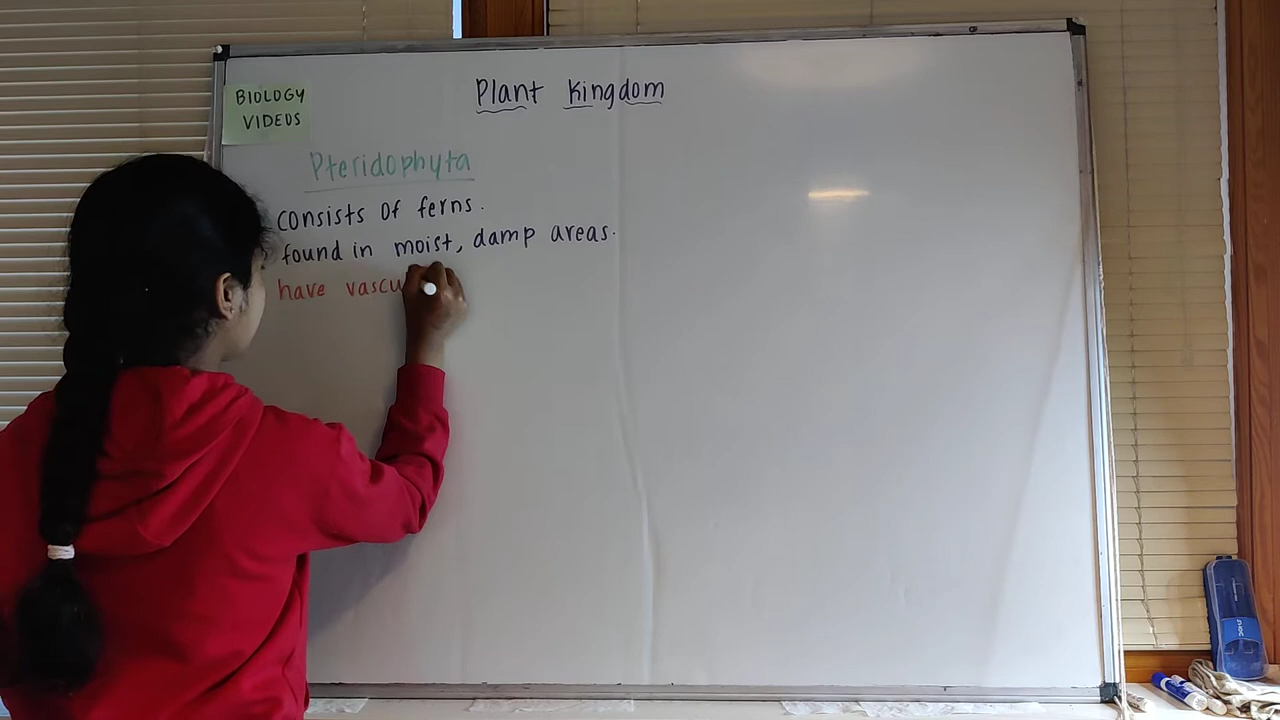 BIOLOGY
VIDEOS
Plant Kingdom
Pteridophyta
consists of ferns.
found in moist, damp areas.
have vascu